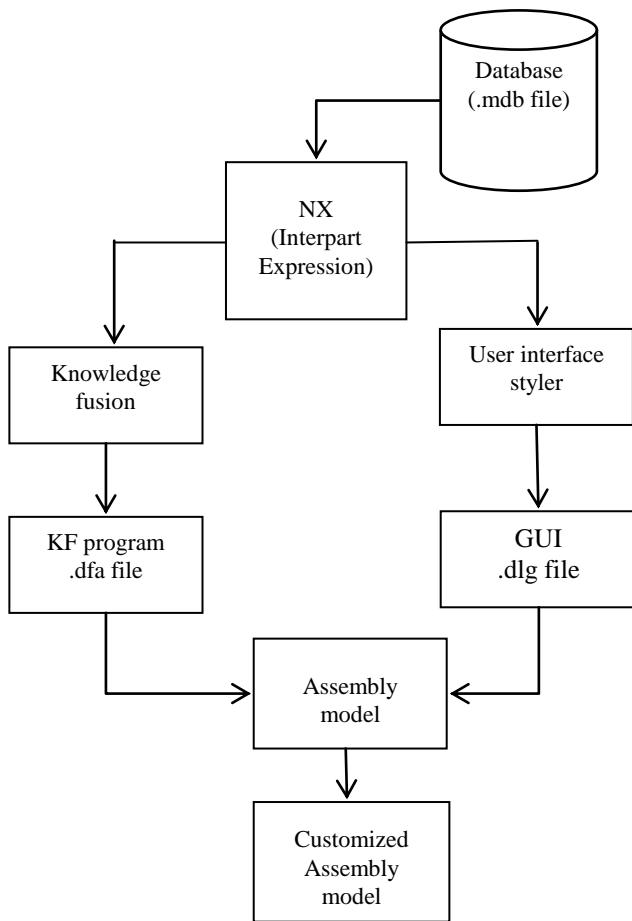 Database
(.mdb file)
NX
(Interpart
Expression)
Knowledge
fusion
User interface
styler
KF program
.dfa file
GUI
.dlg file
Assembly
model
Customized
Assembly
model